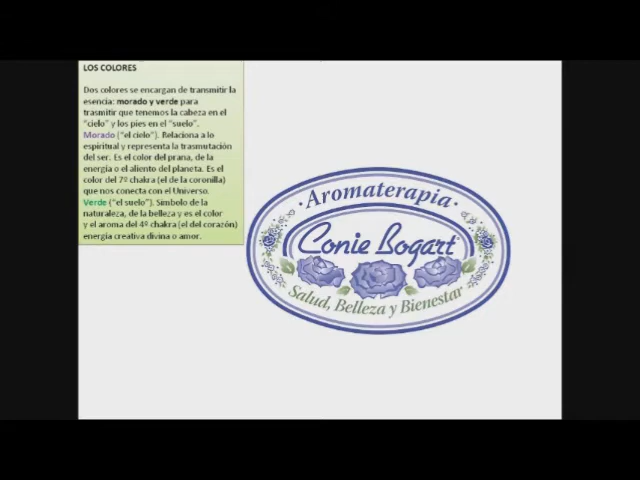 LOS COLORES
Dos colores se encargan de transmitir la
esencia: morado y verde para
trasmitir que tenemos la cabeza en el
"cielo" y los pies en el "suelo".
Morado ("el cielo"). Relaciona a lo
espiritual y representa la trasmutación
del ser. Es el color del prana, de la
energía o el aliento del planeta. Es el
color del 7º chakra (el de la coronilla)
que nos conecta con el Universo.
Verde ("el suelo"). Símbolo de la
naturaleza, de la belleza y es el color
y el aroma del 4º chakra (el del corazón)
energía creativa divina o amor.
·Aromaterapia·
Conie Bogart
Salud, Belleza y Bienestar